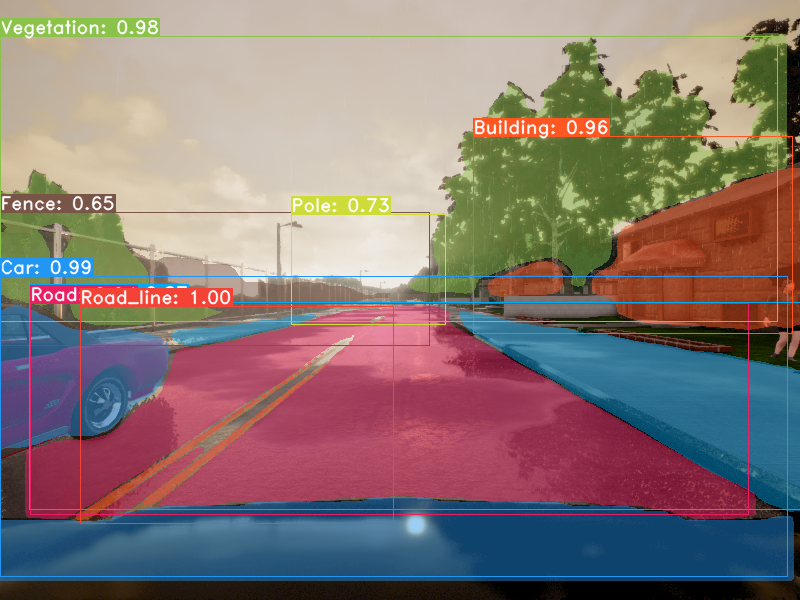 Vegetation: 0.98
Building: 0.96
Fence: 0.65
Pole: 0.73
Car: 0.99
Road
Road_line: 1.00